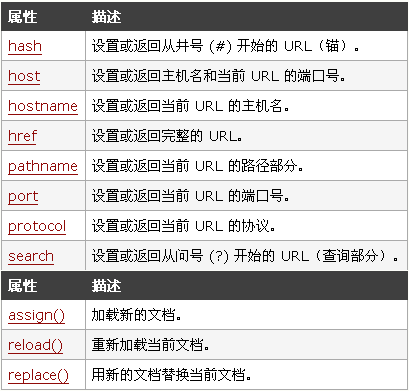 属性 描述
hash 设置或返回从井号 (#) 开始的 URL（锚）。
host 设置或返回主机名和当前 URL 的端口号。
hostname 设置或返回当前 URL 的主机名。
href 设置或返回完整的 URL。
pathname 设置或返回当前 URL 的路径部分。
port 设置或返回当前 URL 的端口号。
protocol 设置或返回当前 URL 的协议。
search 设置或返回从问号 (?) 开始的 URL（查询部分）。
属性 描述
assign() 加载新的文档。
reload() 重新加载当前文档。
replace() 用新的文档替换当前文档。